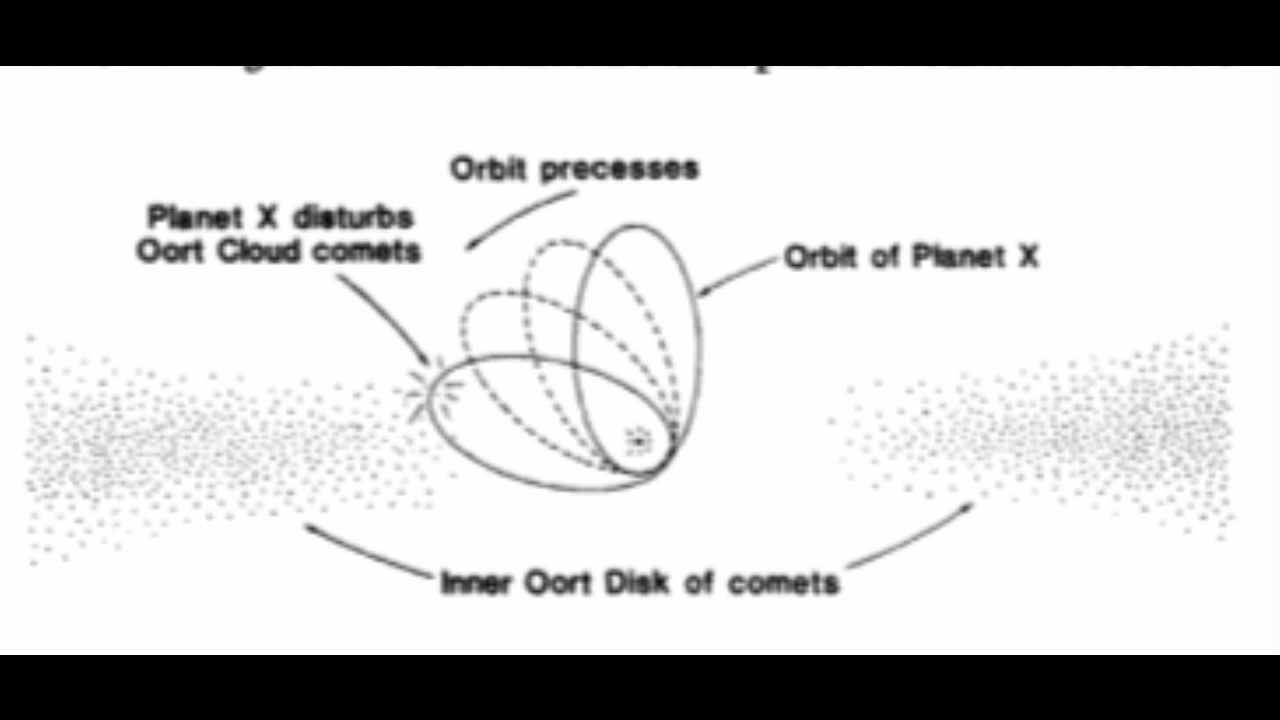 Orbit precesses
Planet X disturbs
Oort Cloud comets
Orbit of Planet X
Inner Oort Disk of comets